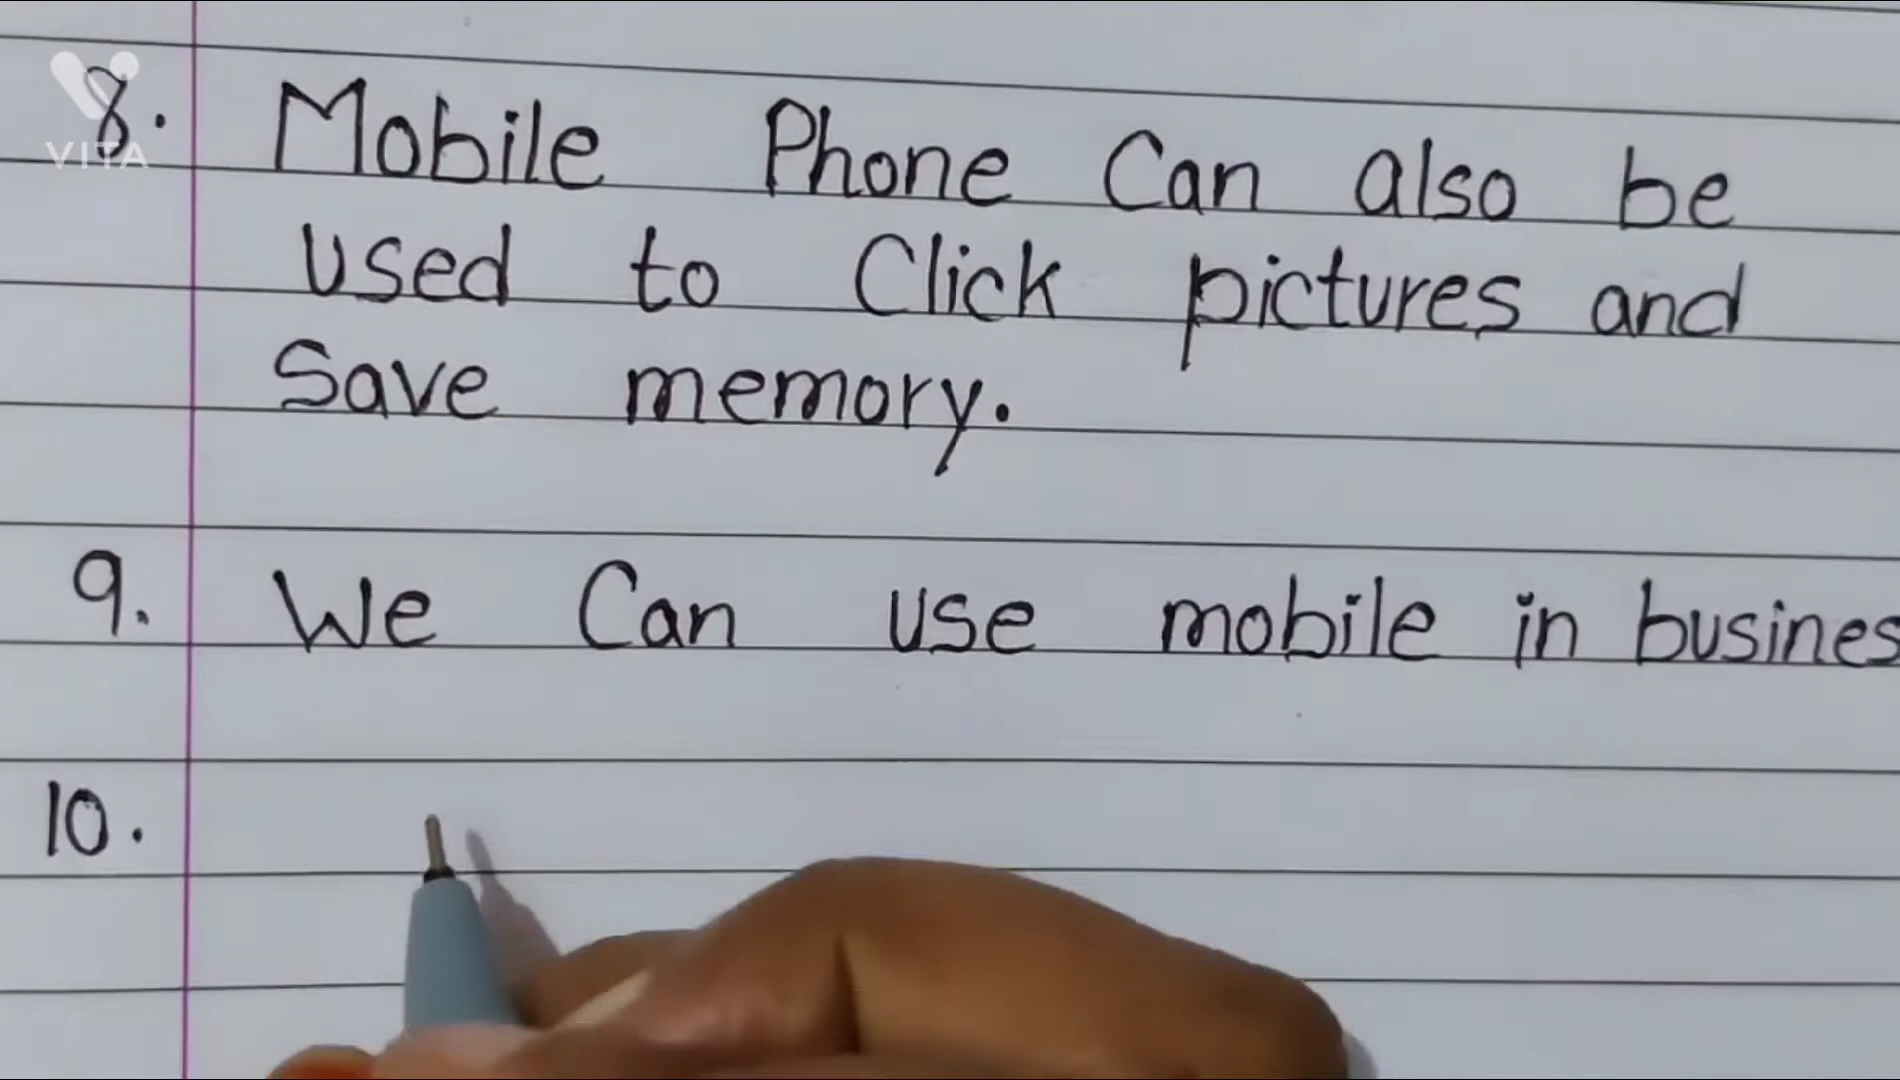 VITA
8. Mobile Phone Can also be
used to Click pictures and
Save memory.
9. We Can use mobile in busines
10.